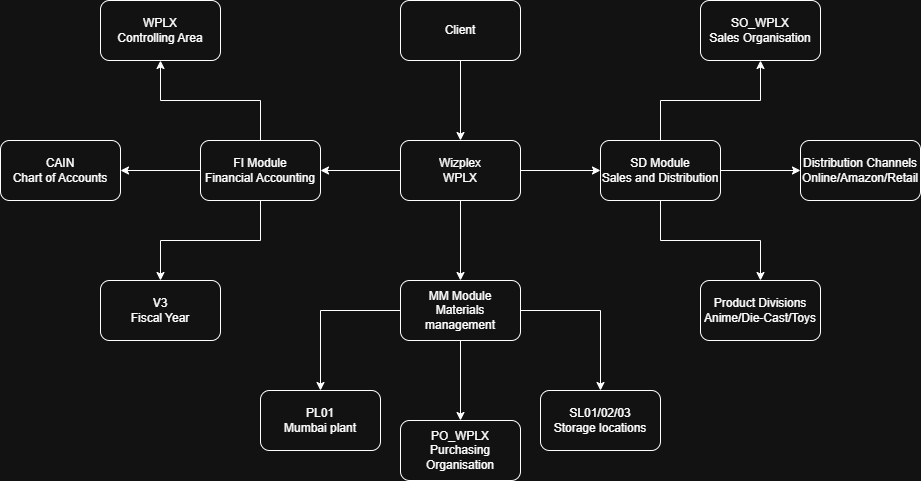 WPLX
Controlling Area
Client
SO_WPLX
Sales Organisation
CAIN
Chart of Accounts
FI Module
Financial Accounting
Wizplex
WPLX
SD Module
Sales and Distribution
Distribution Channels
Online/Amazon/Retail
V3
Fiscal Year
MM Module
Materials
management
Product Divisions
Anime/Die-Cast/Toys
PL01
Mumbai plant
PO_WPLX
Purchasing
Organisation
SL01/02/03
Storage locations